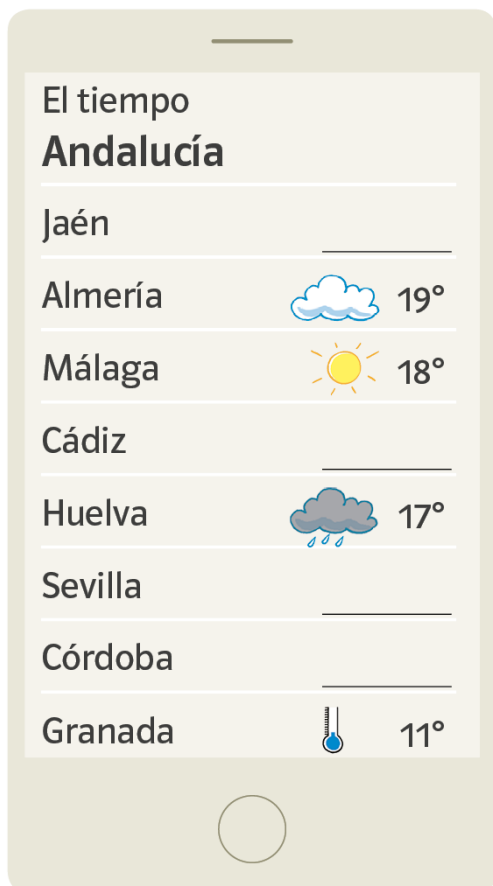 El tiempo
Andalucía
Jaén
Almería 19°
Málaga 18°
Cádiz
Huelva 17°
Sevilla
Córdoba
Granada 11°